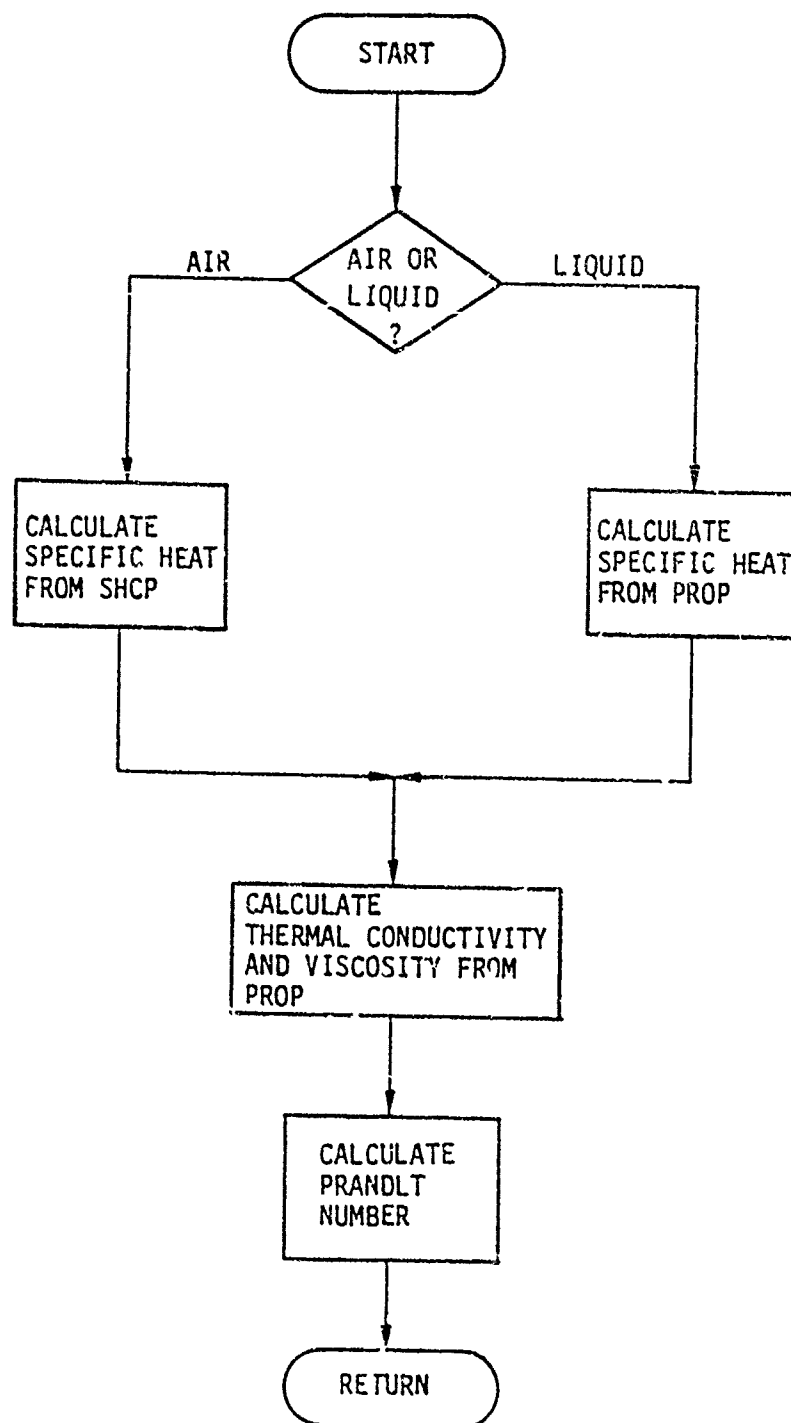 START
AIR
AIR OR
LIQUID
?
LIQUID
CALCULATE
SPECIFIC HEAT
FROM SHCP
CALCULATE
SPECIFIC HEAT
FROM PROP
CALCULATE
THERMAL CONDUCTIVITY
AND VISCOSITY FROM
PROP
CALCULATE
PRANDLT
NUMBER
RETURN